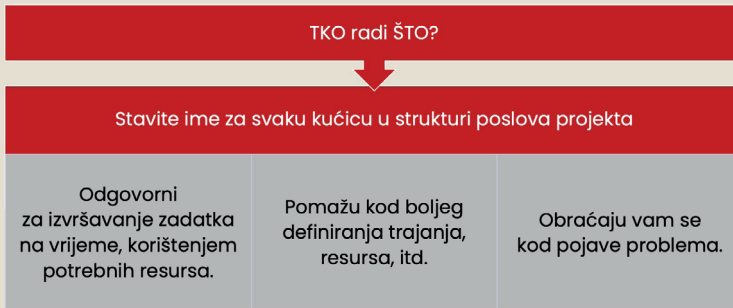 TKO radi ŠTO?
Stavite ime za svaku kućicu u strukturi poslova projekta
Odgovorni
za izvršavanje zadatka
na vrijeme, korištenjem
potrebnih resursa.
Pomažu kod boljeg
definiranja trajanja,
resursa, itd.
Obraćaju vam se
kod pojave problema.